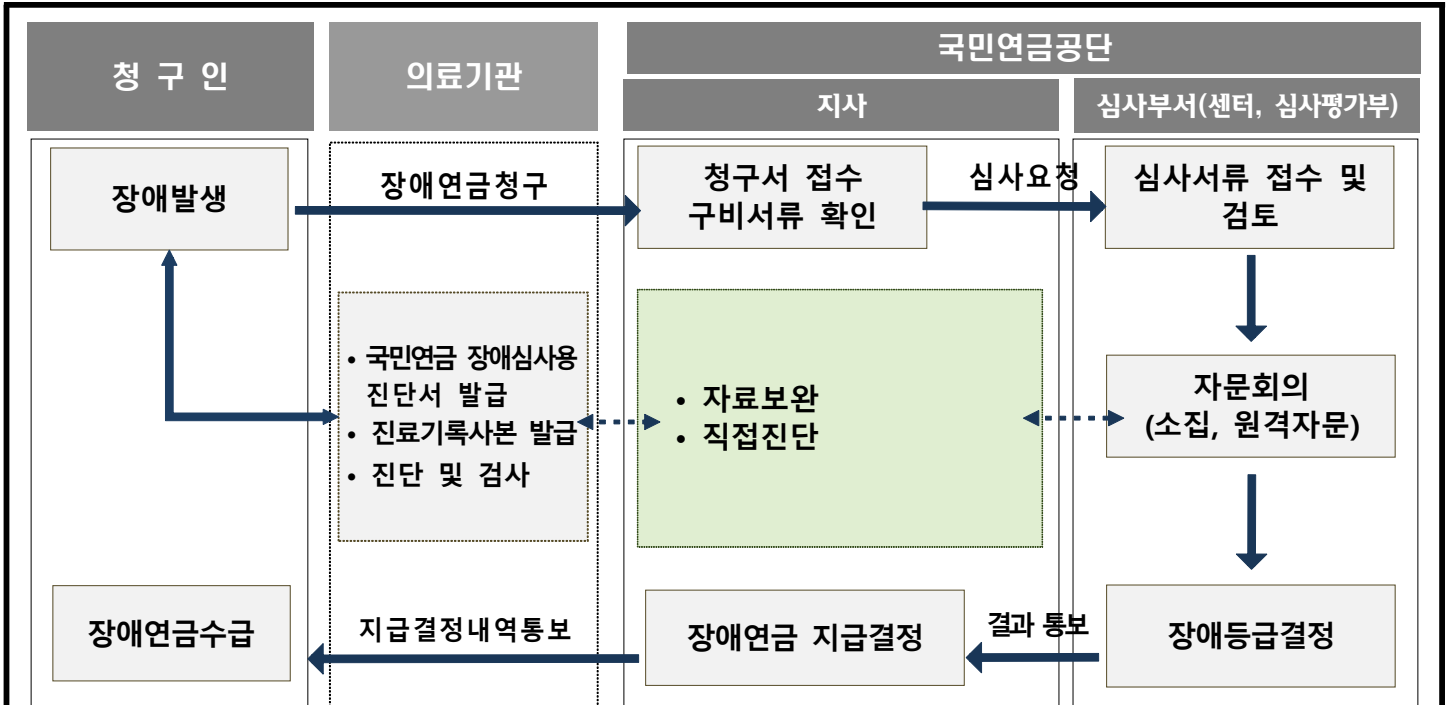 청 구 인
의료기관
국민연금공단
지사
심사부서(센터, 심사평가부)
장애발생
장애연금청구
청구서 접수
구비서류 확인
심사요청
심사서류 접수 및
검토
• 국민연금 장애심사용
진단서 발급
• 진료기록사본 발급
• 진단 및 검사
• 자료보완
• 직접진단
자문회의
(소집, 원격자문)
장애연금수급
지급결정내역통보
장애연금 지급결정
결과 통보
장애등급결정